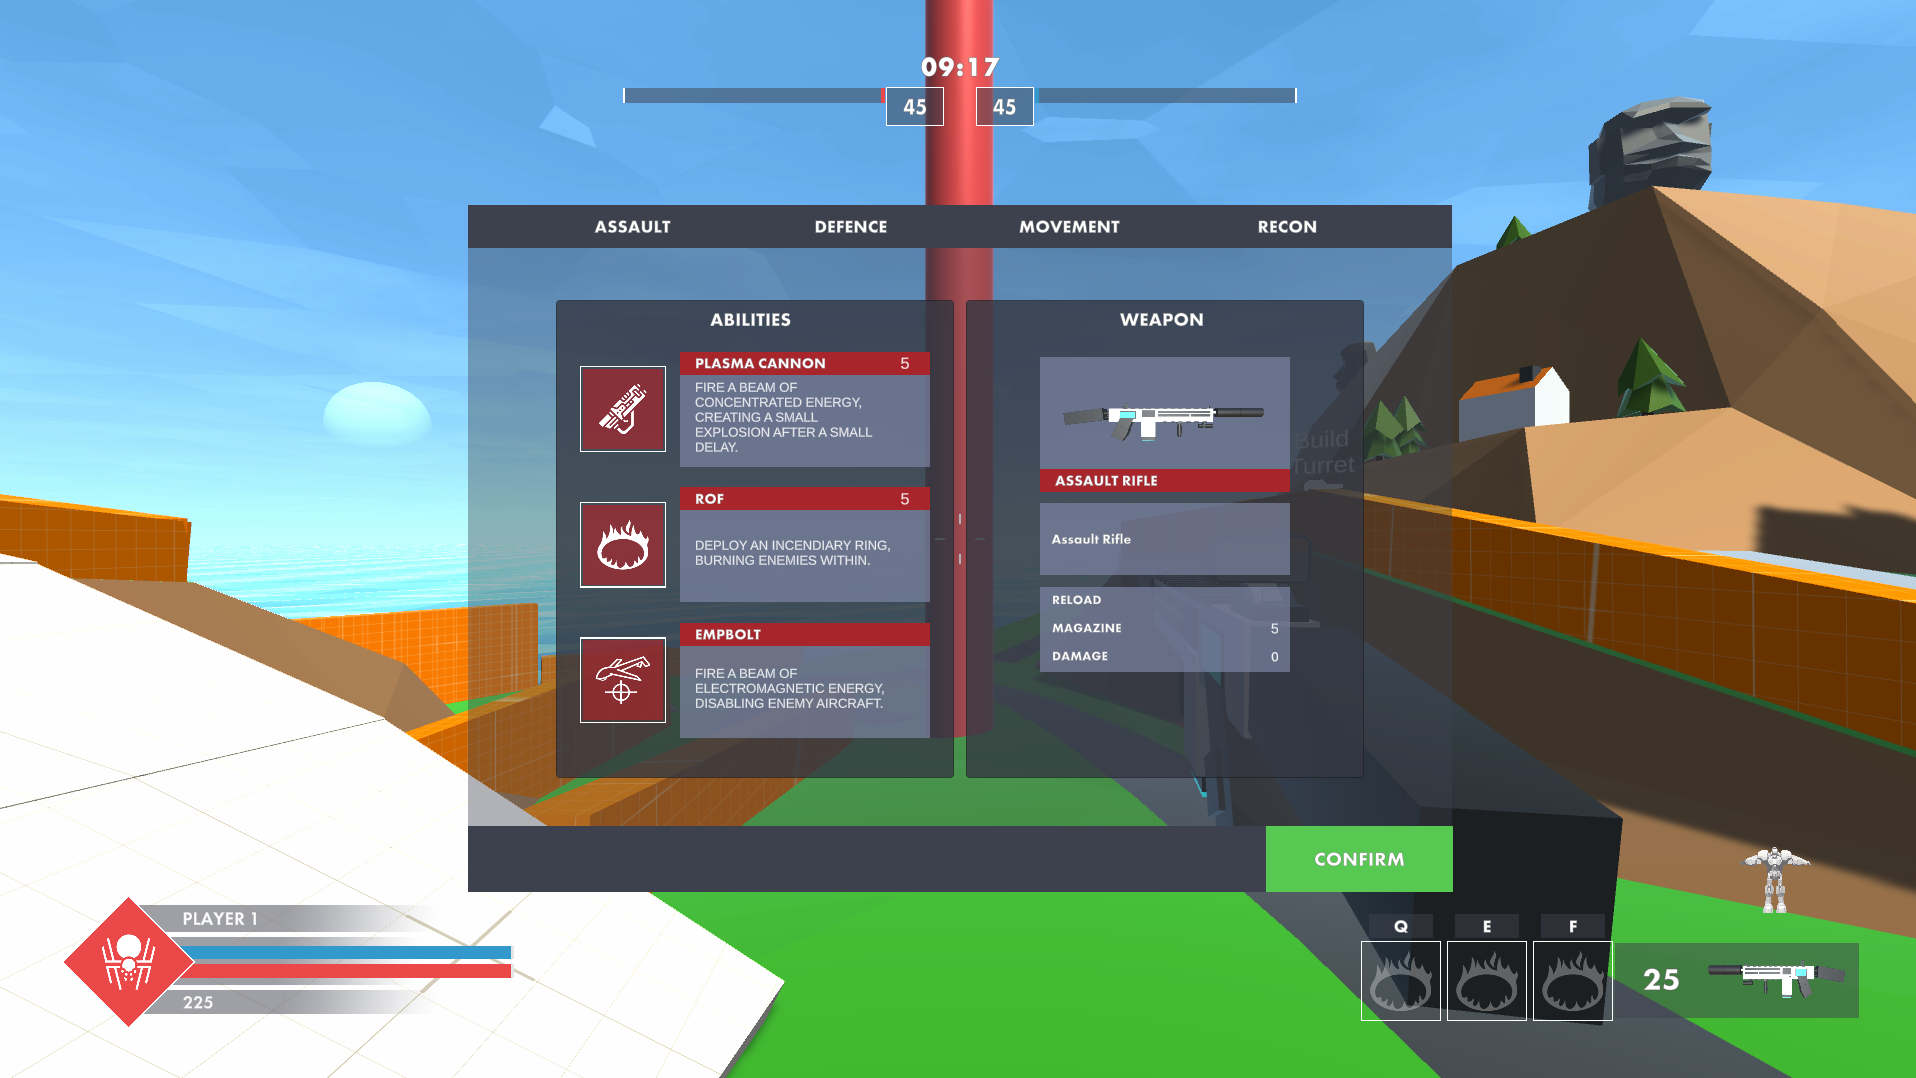 09:17
45
45
ASSAULT
DEFENCE
MOVEMENT
RECON
ABILITIES
PLASMA CANNON 5
FIRE A BEAM OF
CONCENTRATED ENERGY,
CREATING A SMALL
EXPLOSION AFTER A SMALL
DELAY.
ROF 5
DEPLOY AN INCENDIARY RING,
BURNING ENEMIES WITHIN.
EMPBOLT
FIRE A BEAM OF
ELECTROMAGNETIC ENERGY,
DISABLING ENEMY AIRCRAFT.
WEAPON
ASSAULT RIFLE
Assault Rifle
RELOAD
MAGAZINE 5
DAMAGE 0
Build
Turret
CONFIRM
PLAYER 1
225
Q
E
F
25